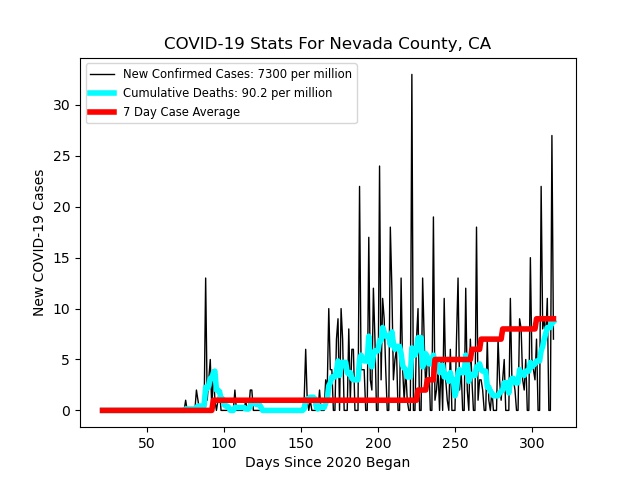 COVID-19 Stats For Nevada County, CA
New Confirmed Cases: 7300 per million
Cumulative Deaths: 90.2 per million
7 Day Case Average
New COVID-19 Cases
30
25
20
15
10
5
0
50 100 150 200 250 300
Days Since 2020 Began